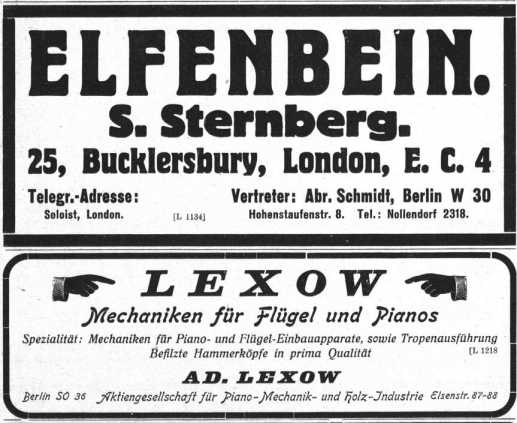 ELFENBEIN.
S. Sternberg.
25, Bucklersbury, London, E. C. 4
Telegr.-Adresse:
Soloist, London.
[L 1134]
Vertreter: Abr. Schmidt, Berlin W 30
Hohenstaufenstr. 8. Tel.: Nollendorf 2318.
LEXOW
Mechaniken für Flügel und Pianos
Spezialität: Mechaniken für Piano- und Flügel-Einbauapparate, sowie Tropenausführung
Befilzte Hammerköpfe in prima Qualität
[L 1218
AD. LEXOW
Berlin SO 36 Aktiengesellschaft für Piano-Mechanik- und Holz-Industrie Elsenstr. 87-88